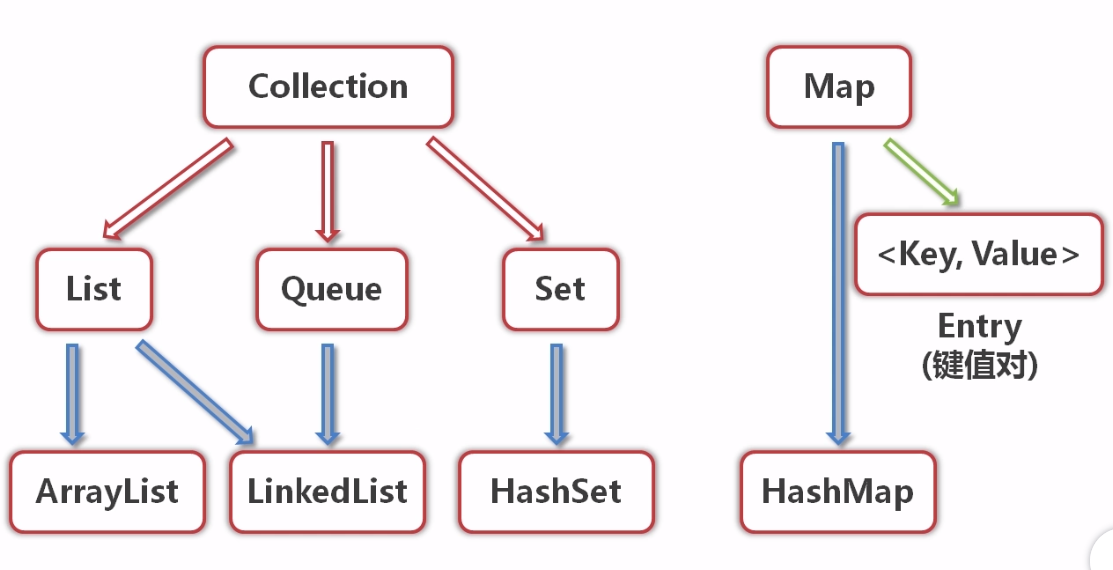 Collection
Map
<Key, Value>
List
Queue
Set
Entry
(键值对)
ArrayList
LinkedList
HashSet
HashMap